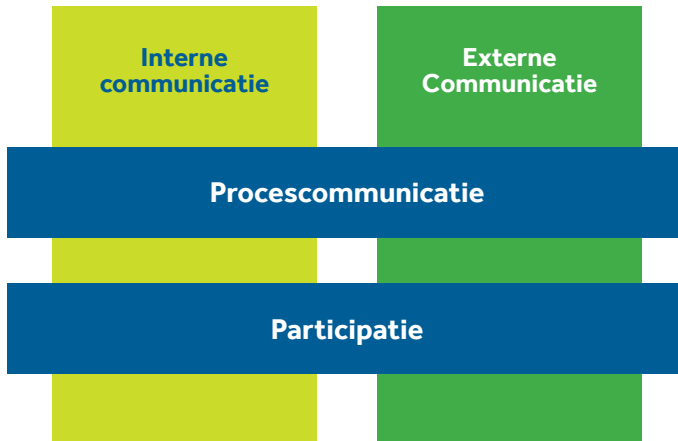 Interne
communicatie
Externe
Communicatie
Procescommunicatie
Participatie